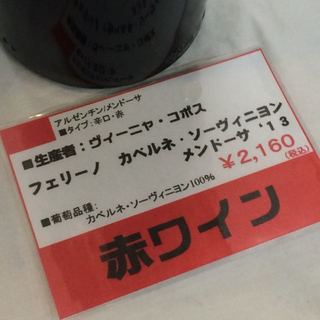 アルゼンチン/メンドーサ
■タイプ:辛口・赤
■生産者:ヴィーニャ・コボス
フェリーノ カベルネ・ソーヴィニヨン
メンドーサ '13
¥2,160(税込)
■葡萄品種:
カベルネ・ソーヴィニヨン100%
赤ワイン